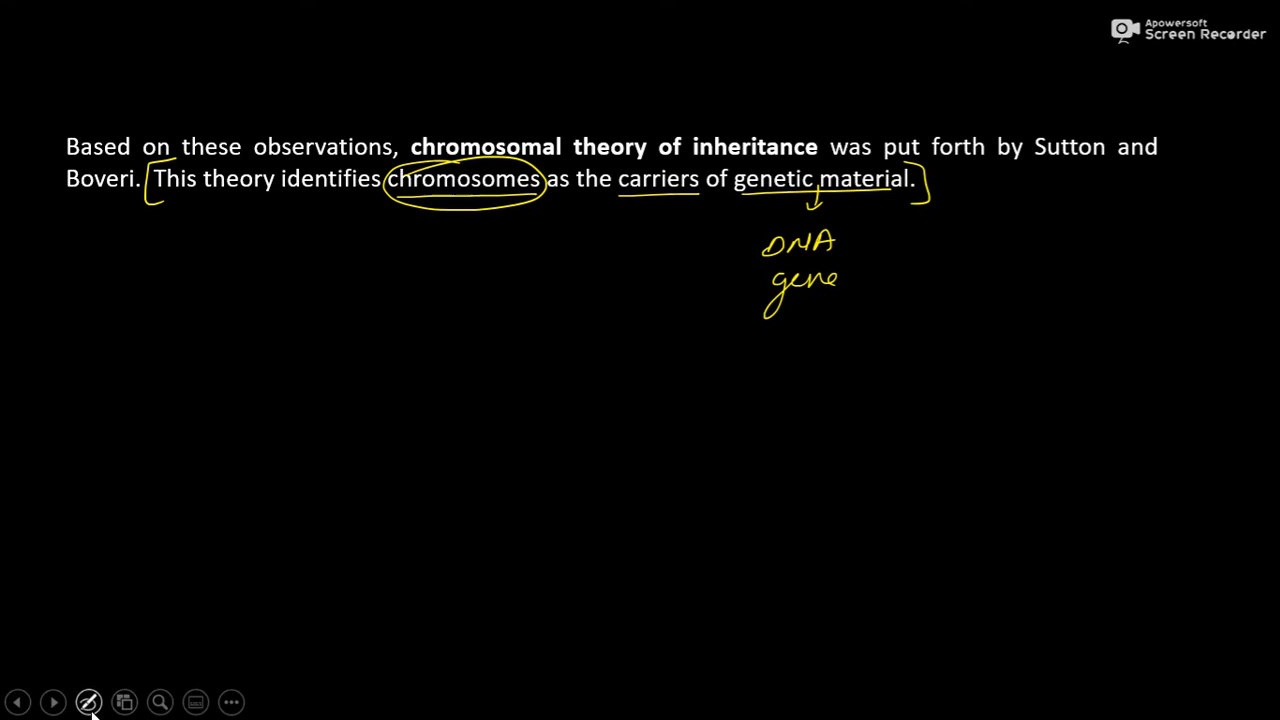 Apowersoft
Screen Recorder
Based on these observations, chromosomal theory of inheritance was put forth by Sutton and
Boveri. This theory identifies chromosomes as the carriers of genetic material.
DNA
gene